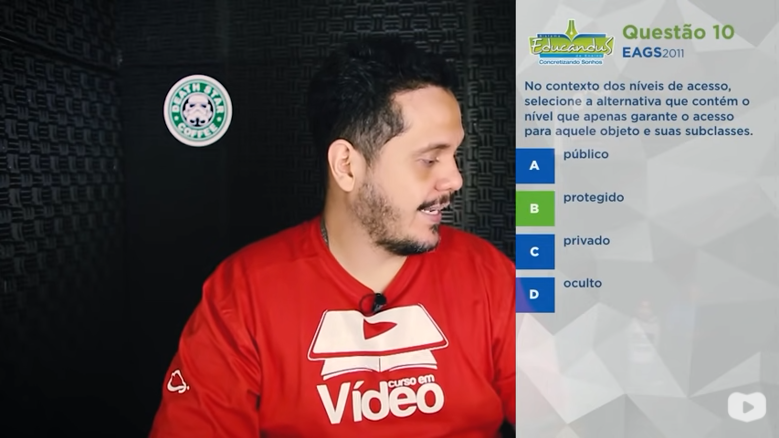 DEATH STAR
COFFEE
curso em
Vídeo
Educandus
Concretizando Sonhos
Questão 10
EAGS2011
No contexto dos níveis de acesso,
selecione a alternativa que contém o
nível que apenas garante o acesso
para aquele objeto e suas subclasses.
A público
B protegido
C privado
D oculto